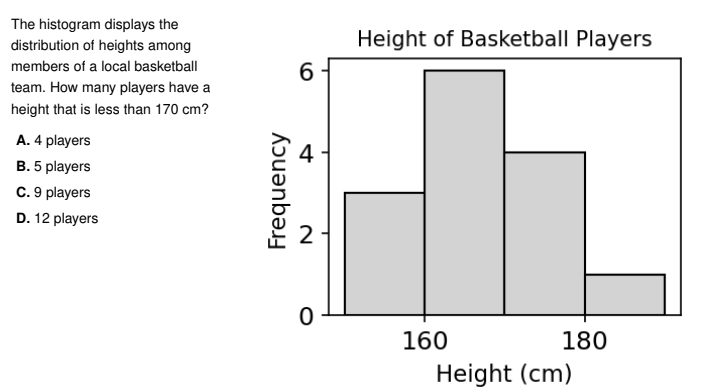 The histogram displays the
distribution of heights among
members of a local basketball
team. How many players have a
height that is less than 170 cm?
A. 4 players
B. 5 players
C. 9 players
D. 12 players
Height of Basketball Players
Frequency
6
4
2
0
160 180
Height (cm)